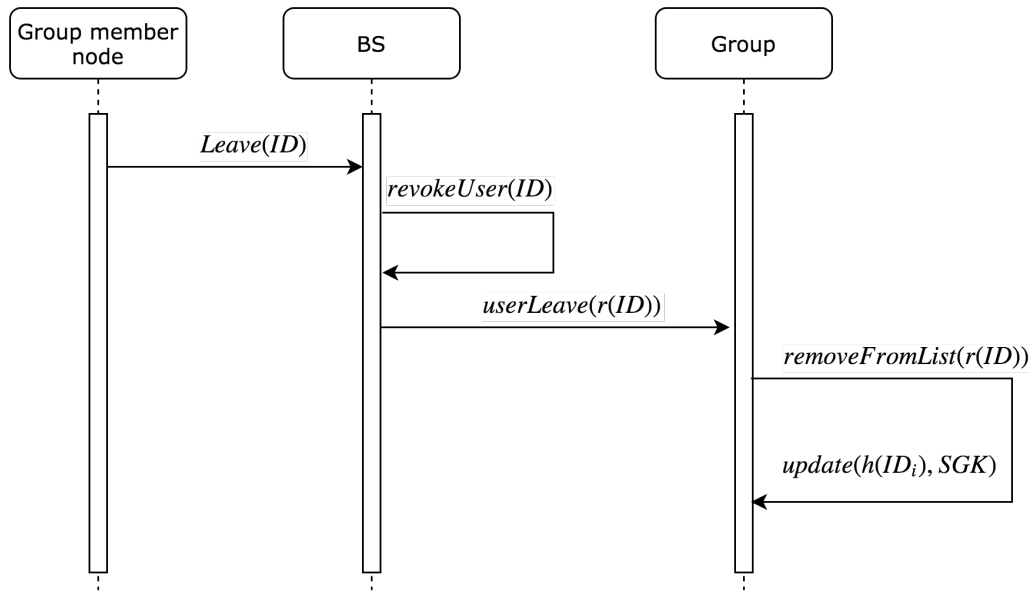 Group member
node
BS
Group
Leave(ID)
revokeUser(ID)
userLeave(r(ID))
removeFromList(r(ID))
update(h(IDᵢ), SGK)